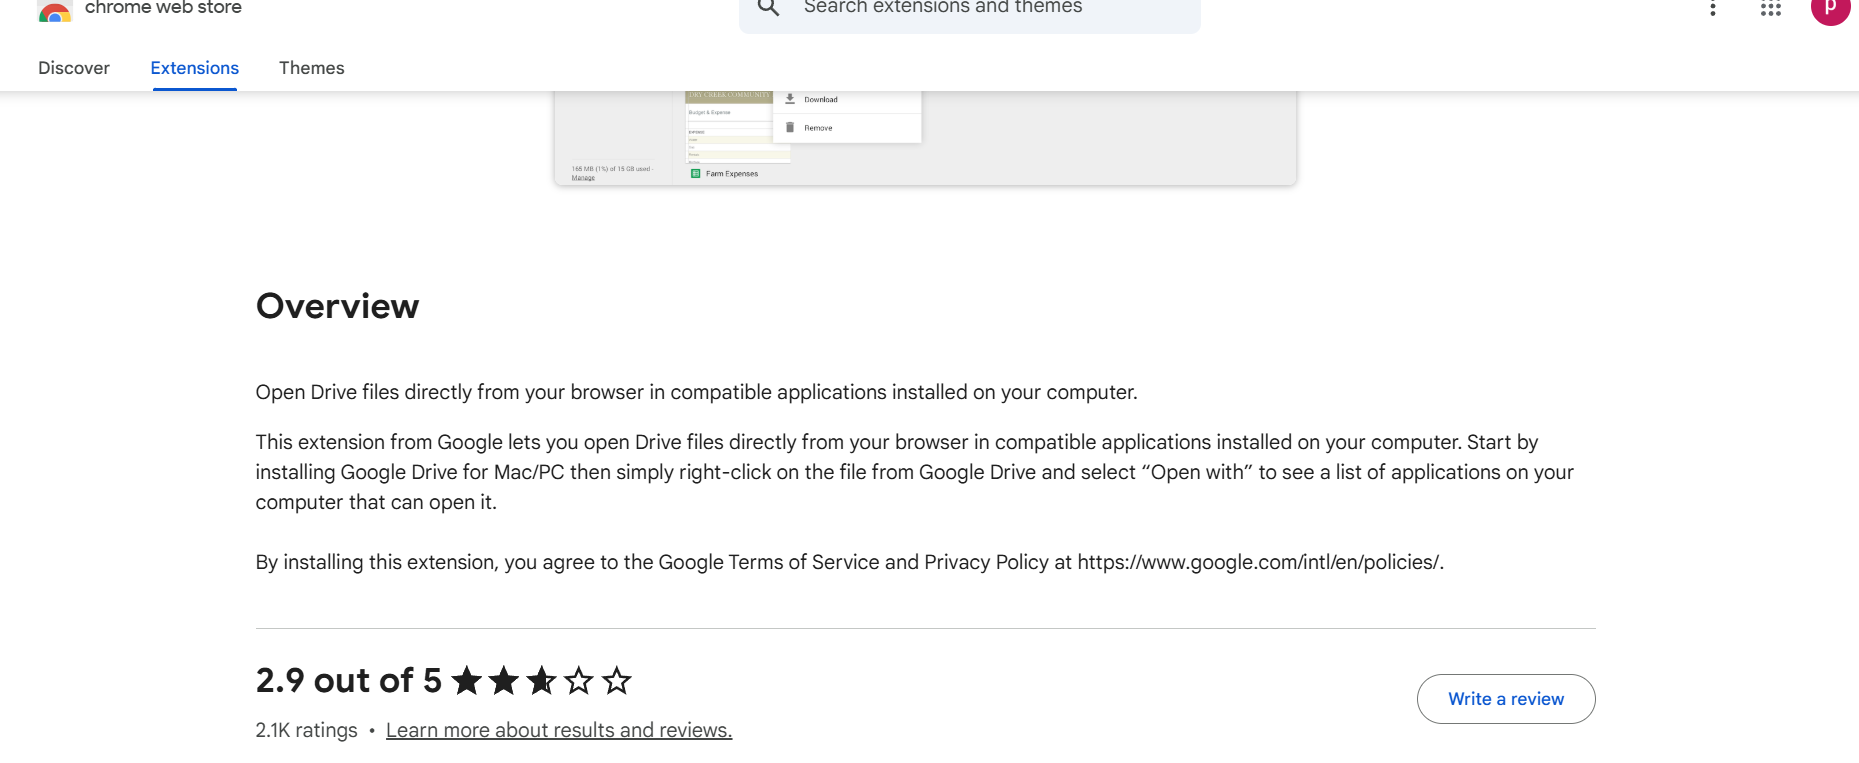 chrome web store
Search extensions and themes
p
Discover
Extensions
Themes
DRY CREEK COMMUNITY
Download
Budget & Expense
Remove
165 MB (1%) of 15 GB used -
Manage
Farm Expenses
Overview
Open Drive files directly from your browser in compatible applications installed on your computer.
This extension from Google lets you open Drive files directly from your browser in compatible applications installed on your computer. Start by
installing Google Drive for Mac/PC then simply right-click on the file from Google Drive and select “Open with” to see a list of applications on your
computer that can open it.
By installing this extension, you agree to the Google Terms of Service and Privacy Policy at https://www.google.com/intl/en/policies/.
2.9 out of 5
Write a review
2.1K ratings • Learn more about results and reviews.